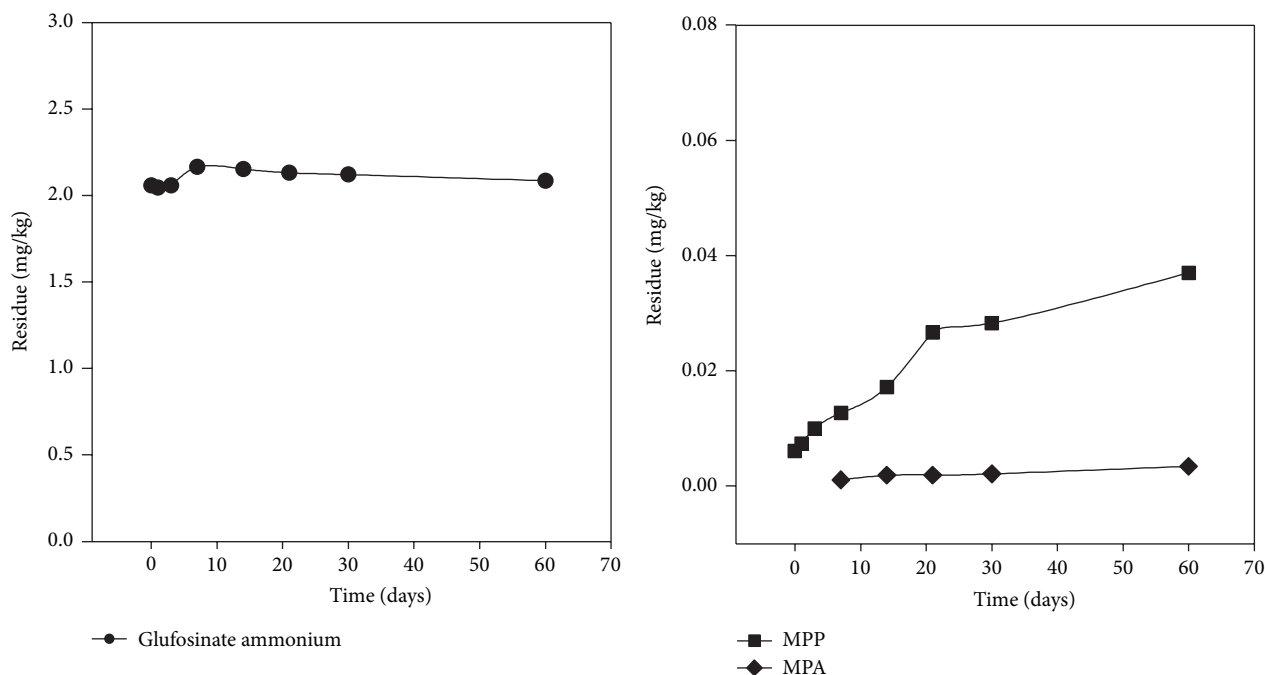 3.0
2.5
2.0
1.5
1.0
0.5
0.0
Residue (mg/kg)
0 10 20 30 40 50 60 70
Time (days)
Glufosinate ammonium
0.08
0.06
0.04
0.02
0.00
Residue (mg/kg)
0 10 20 30 40 50 60 70
Time (days)
MPP
MPA